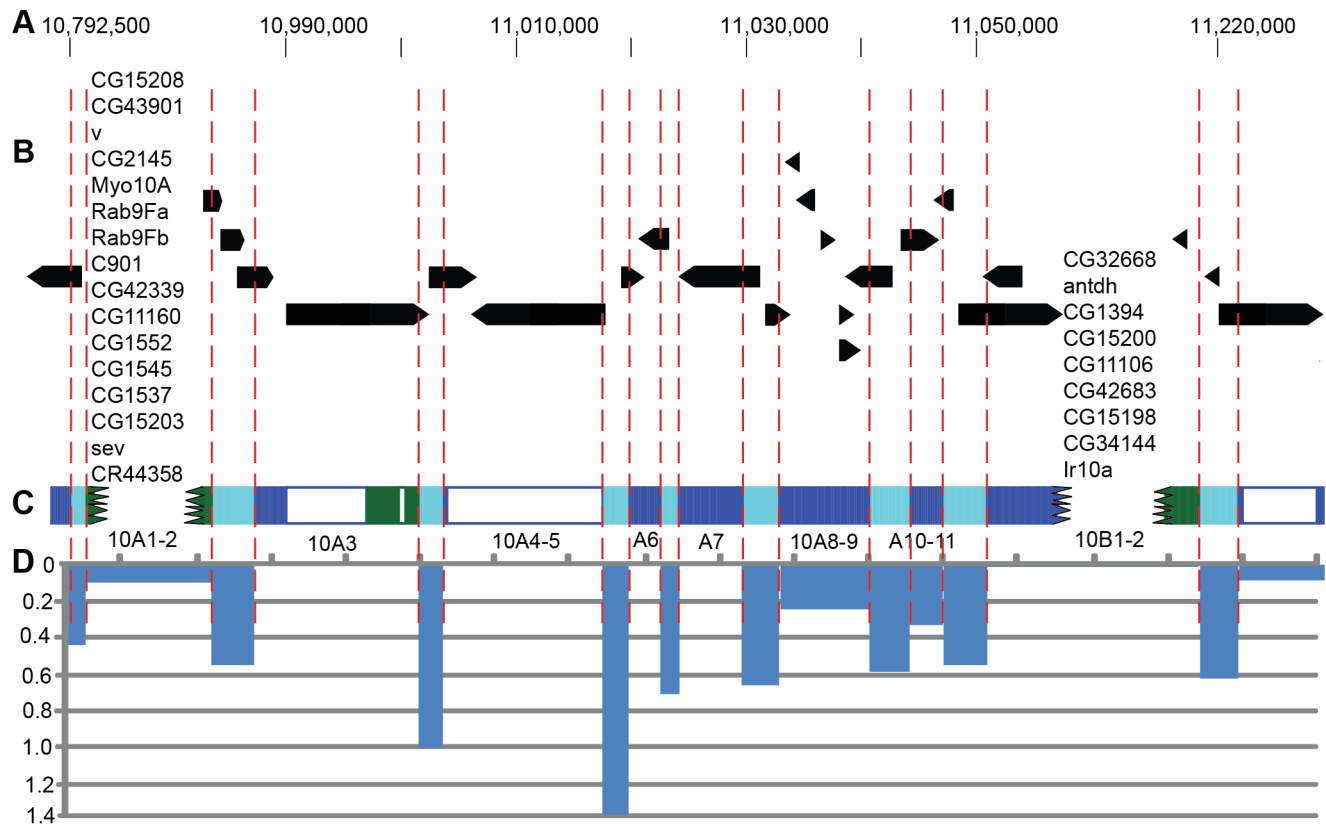 A 10,792,500 10,990,000 11,010,000 11,030,000 11,050,000 11,220,000
CG15208
CG43901
v
B
CG2145
Myo10A
Rab9Fa
Rab9Fb
C901
CG42339
CG11160
CG1552
CG1545
CG1537
CG15203
sev
CR44358
CG32668
antdh
CG1394
CG15200
CG11106
CG42683
CG15198
CG34144
Ir10a
C
10A1-2 10A3 10A4-5 A6 A7 10A8-9 A10-11 10B1-2
D
0
0.2
0.4
0.6
0.8
1.0
1.2
1.4